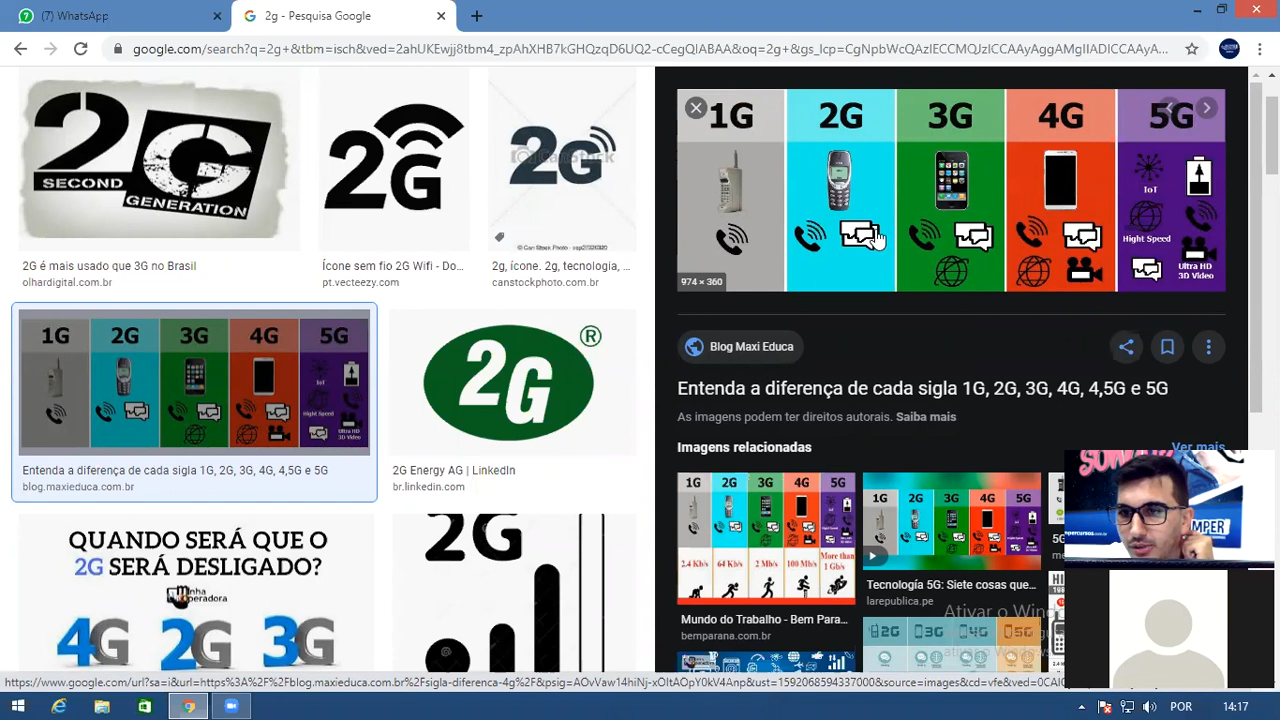 (7) WhatsApp
2g - Pesquisa Google
google.com/search?q=2g+&tbm=isch&ved=2ahUKEwjj8tbm4_zpAhXHB7kGHQzqD6UQ2-cCegQIABAA&oq=2g+&gs_lcp=CgNpbWcQAzIECCMQJzICCAAyAggAMgIIADICCAAyA...
2G
SECOND
GENERATION
2G é mais usado que 3G no Brasil
olhardigital.com.br
2G
Ícone sem fio 2G Wifi - Do...
pt.vecteezy.com
2G
CanStock
© Can Stock Photo
2g, ícone. 2g, tecnologia, ...
canstockphoto.com.br
1G 2G 3G 4G 5G
IoT
Hight Speed
Ultra HD
3D Video
974 × 360
Blog Maxi Educa
Entenda a diferença de cada sigla 1G, 2G, 3G, 4G, 4,5G e 5G
As imagens podem ter direitos autorais. Saiba mais
Imagens relacionadas
Ver mais
1G 2G 3G 4G 5G
IoT
Hight Speed
Ultra HD
3D Video
Entenda a diferença de cada sigla 1G, 2G, 3G, 4G, 4,5G e 5G
blog.maxieduca.com.br
2G ®
2G Energy AG | LinkedIn
br.linkedin.com
QUANDO SERÁ QUE O
2G SERÁ DESLIGADO?
Minha
Operadora
4G 2G 3G
2G
1G 2G 3G 4G 5G
2.4 Kb/s 64 Kb/s 2 Mb/s 100 Mb/s More than
1 Gb/s
Mundo do Trabalho - Bem Para...
bemparana.com.br
1G 2G 3G 4G 5G
Tecnología 5G: Siete cosas que...
larepublica.pe
2G 3G 4G 5G
Ativar o Wind
https://www.google.com/url?sa=i&url=https%3A%2F%2Fblog.maxieduca.com.br%2Fsigla-diferenca-4g%2F&psig=AOvVaw14hiNj-xOltAOpY0kV4Anp&ust=1592068594337000&source=images&cd=vfe&ved=0CAI
POR
14:17